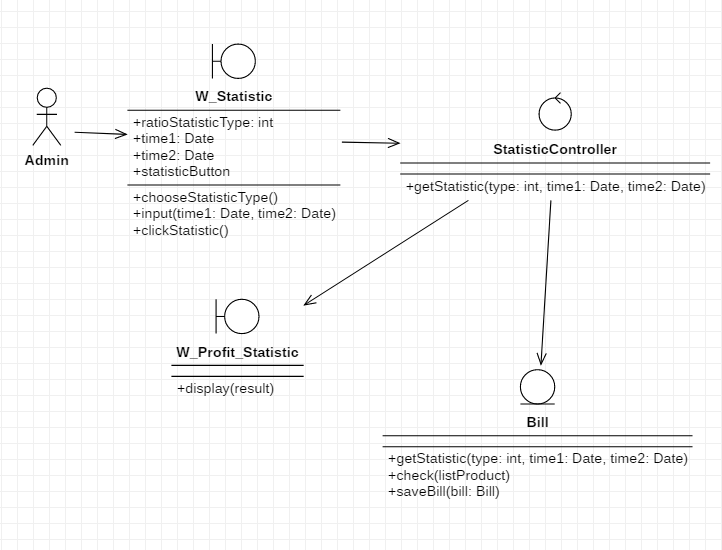 W_Statistic
+ratioStatisticType: int
+time1: Date
+time2: Date
+statisticButton
+chooseStatisticType()
+input(time1: Date, time2: Date)
+clickStatistic()
Admin
StatisticController
+getStatistic(type: int, time1: Date, time2: Date)
W_Profit_Statistic
+display(result)
Bill
+getStatistic(type: int, time1: Date, time2: Date)
+check(listProduct)
+saveBill(bill: Bill)